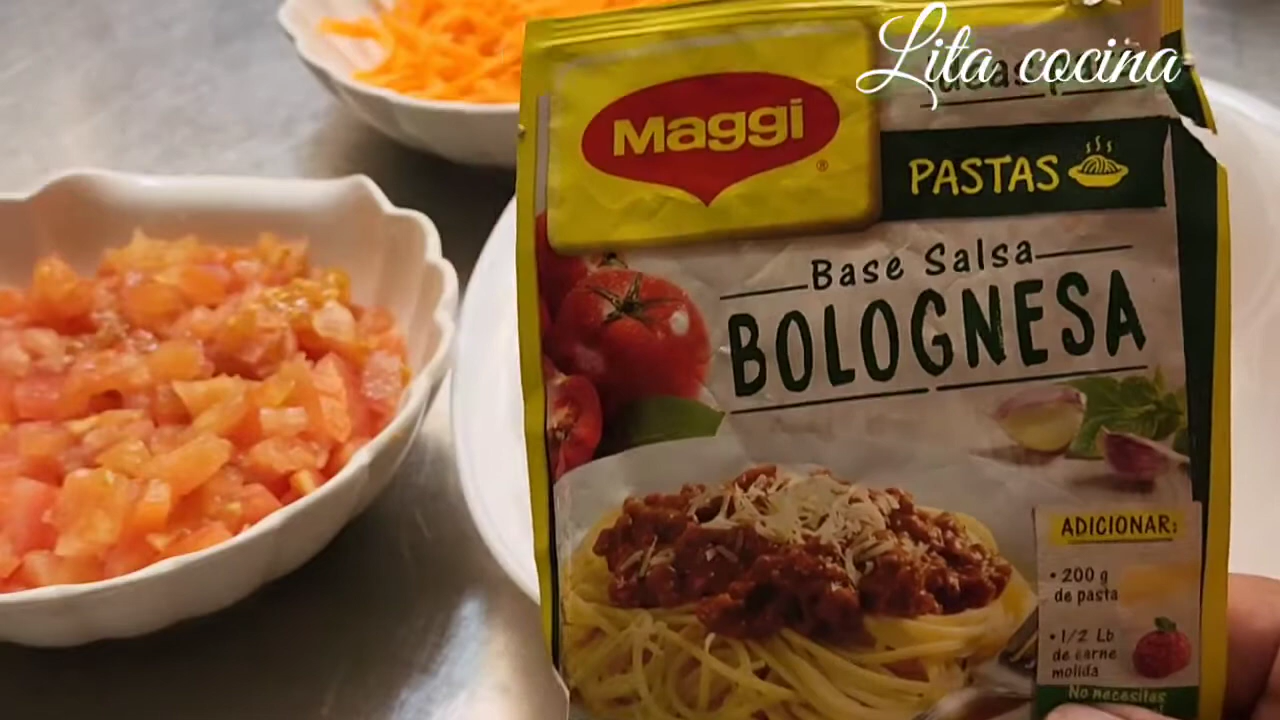 Lita cocina
Maggi
®
PASTAS
Base Salsa
BOLOGNESA
ADICIONAR:
• 200 g
de pasta
• 1/2 Lb
de carne
molida
No necesitas